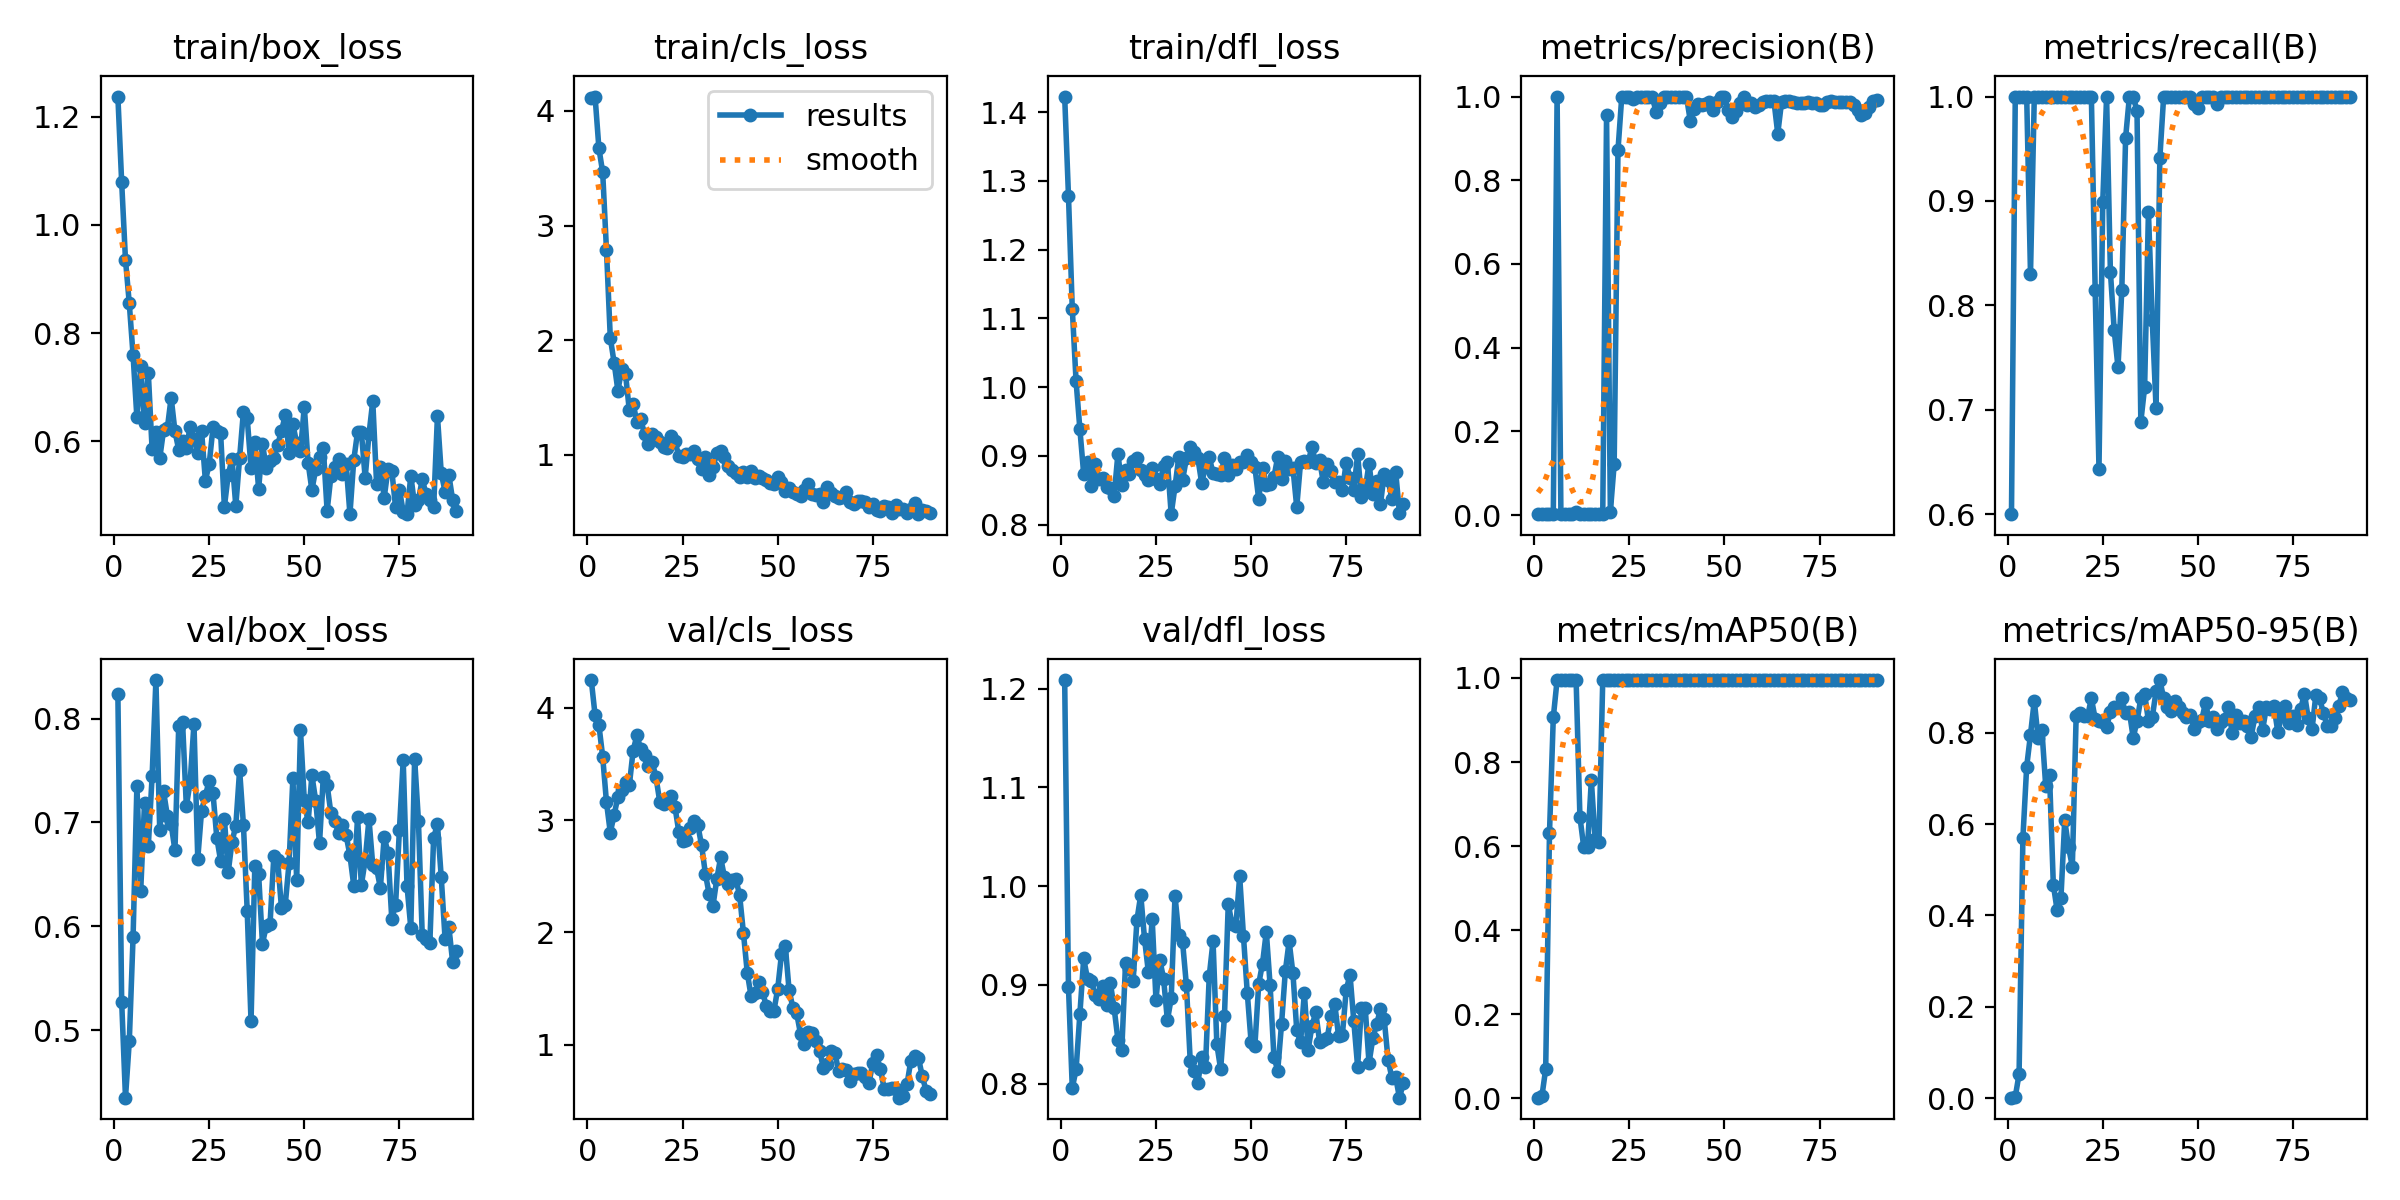 train/box_loss
train/cls_loss
train/dfl_loss
metrics/precision(B)
metrics/recall(B)
1.2
1.0
0.8
0.6
0 25 50 75
results
smooth
4
3
2
1
0 25 50 75
1.4
1.3
1.2
1.1
1.0
0.9
0.8
0 25 50 75
1.0
0.8
0.6
0.4
0.2
0.0
0 25 50 75
1.0
0.9
0.8
0.7
0.6
0 25 50 75
val/box_loss
val/cls_loss
val/dfl_loss
metrics/mAP50(B)
metrics/mAP50-95(B)
0.8
0.7
0.6
0.5
0 25 50 75
4
3
2
1
0 25 50 75
1.2
1.1
1.0
0.9
0.8
0 25 50 75
1.0
0.8
0.6
0.4
0.2
0.0
0 25 50 75
0.8
0.6
0.4
0.2
0.0
0 25 50 75